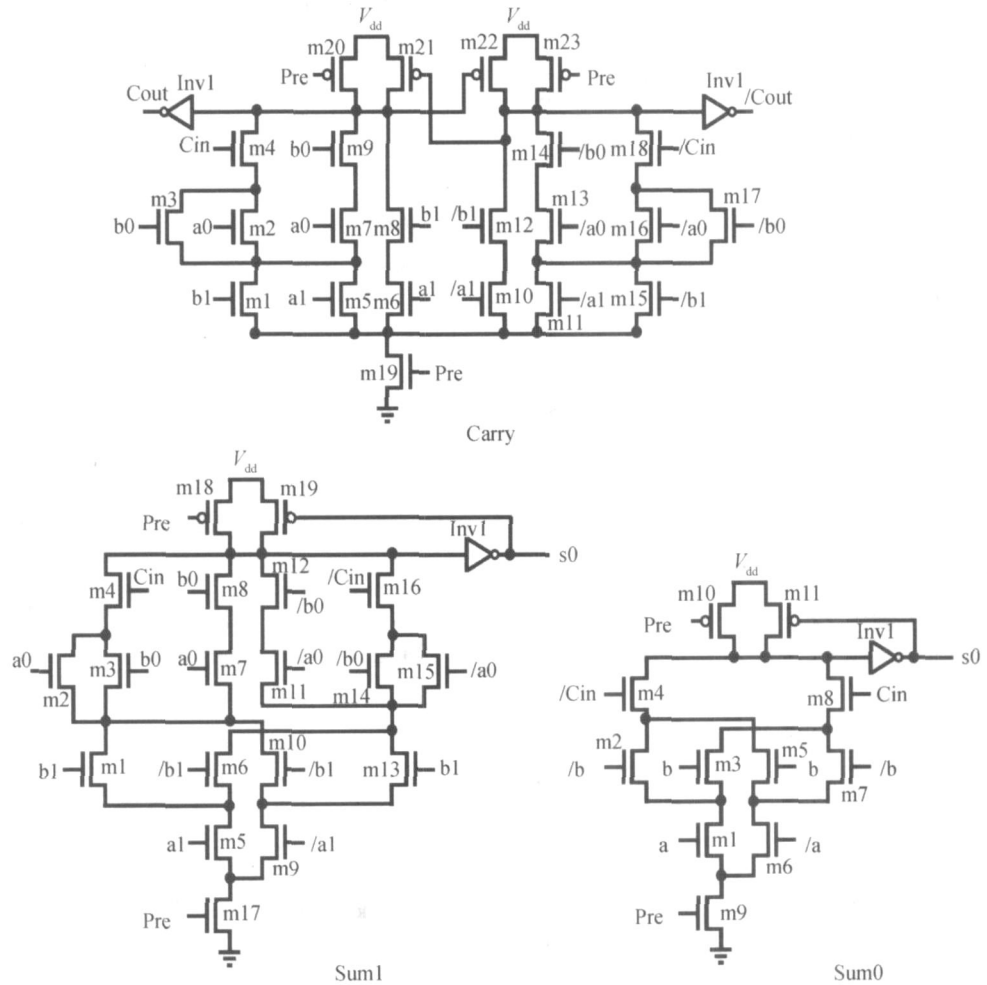 Vdd Vdd
m20 m21 m22 m23
Pre Pre
Cout Inv1 Inv1 /Cout
Cin m4 b0 m9 m14 /b0 m18 /Cin
m3 m13 m17
b0 a0 m2 a0 m7 m8 b1 /b1 m12 /a0 m16 /a0 /b0
b1 m1 a1 m5 m6 a1 /a1 m10 /a1 m15 /b1
m11
m19 Pre
Carry
Vdd
m18 m19
Pre Inv1
s0
m4 Cin b0 m8 m12 /Cin m16
/b0
a0 m3 b0 a0 m7 /a0 /b0 m15 /a0
m2 m11 m14
m10
b1 m1 /b1 m6 /b1 m13 b1
a1 m5 /a1
m9
Pre m17
Sum1
Vdd
m10 m11
Pre Inv1
s0
/Cin m4 m8 Cin
m2 m5
/b b m3 b /b
m7
a m1 /a
m6
Pre m9
Sum0